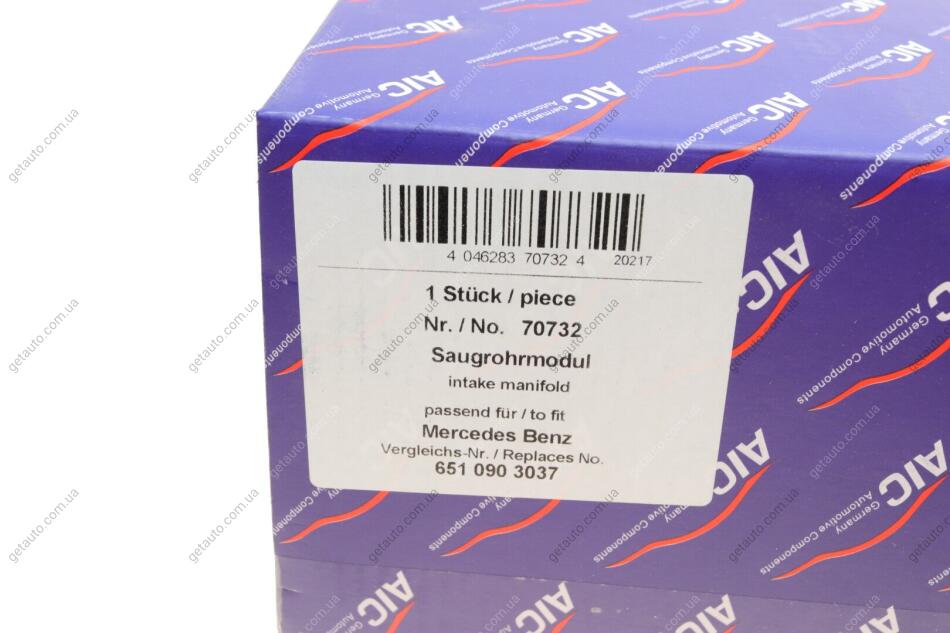 4 046283 70732 4 20217
1 Stück / piece
Nr. / No. 70732
Saugrohrmodul
intake manifold
passend für / to fit
Mercedes Benz
Vergleichs-Nr. / Replaces No.
651 090 3037
AIC
Germany
Automotive Components
getauto.com.ua